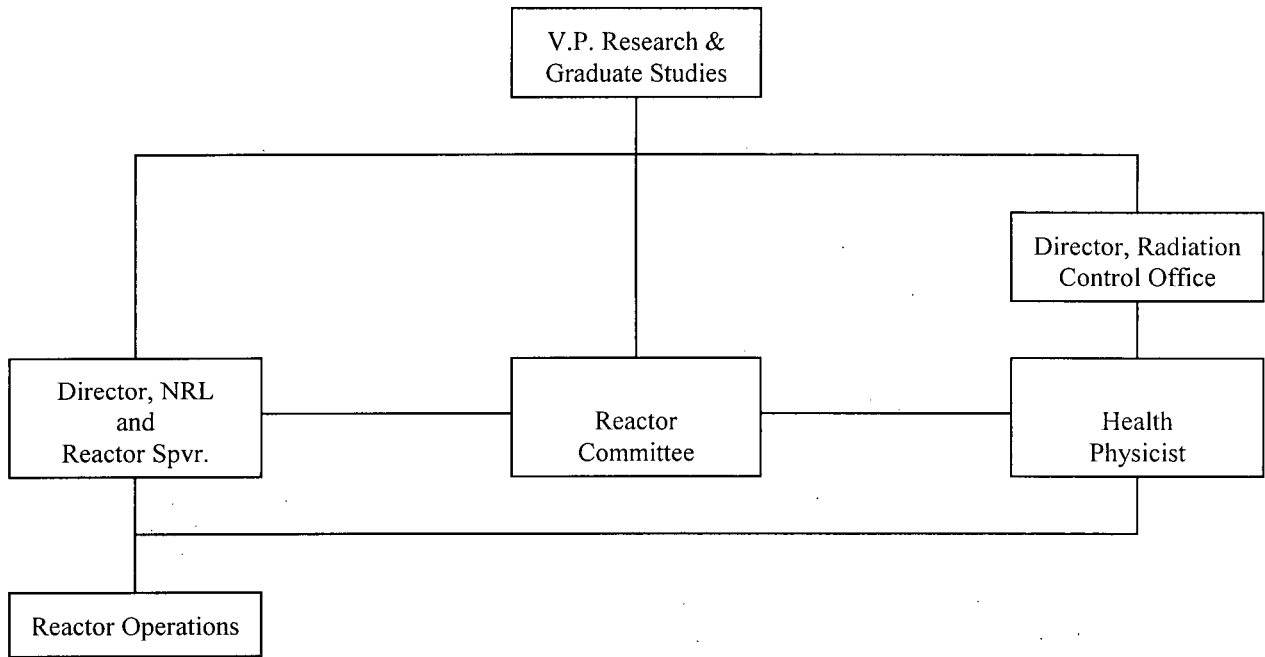 V.P. Research &
Graduate Studies
Director, Radiation
Control Office
Director, NRL
and
Reactor Spvr.
Reactor
Committee
Health
Physicist
Reactor Operations